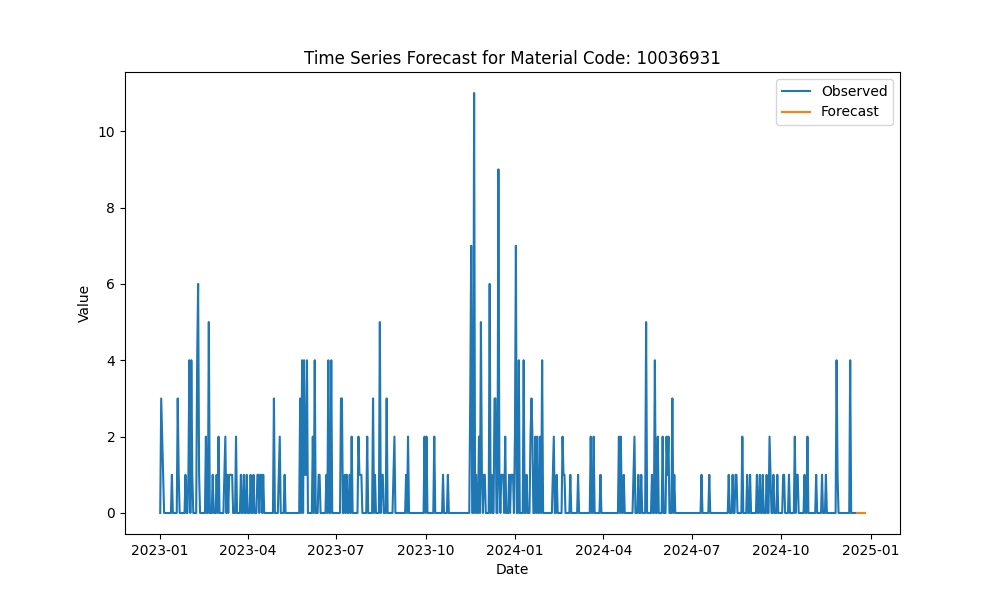 Time Series Forecast for Material Code: 10036931
Observed
Forecast
Value
10
8
6
4
2
0
2023-01 2023-04 2023-07 2023-10 2024-01 2024-04 2024-07 2024-10 2025-01
Date